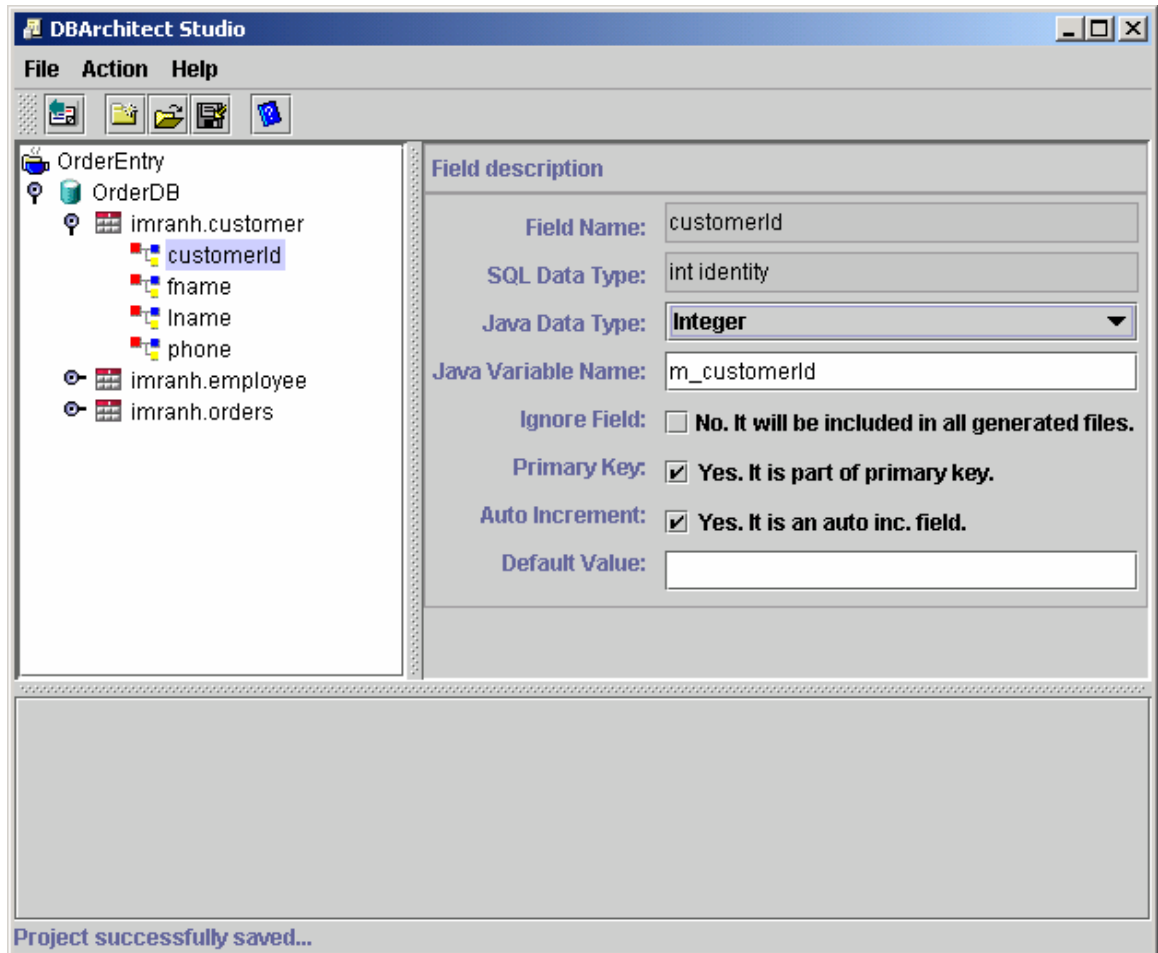 DBArchitect Studio
File Action Help
OrderEntry
OrderDB
imranh.customer
customerId
fname
lname
phone
imranh.employee
imranh.orders
Field description
Field Name: customerId
SQL Data Type: int identity
Java Data Type: Integer
Java Variable Name: m_customerId
Ignore Field: No. It will be included in all generated files.
Primary Key: Yes. It is part of primary key.
Auto Increment: Yes. It is an auto inc. field.
Default Value:
Project successfully saved...